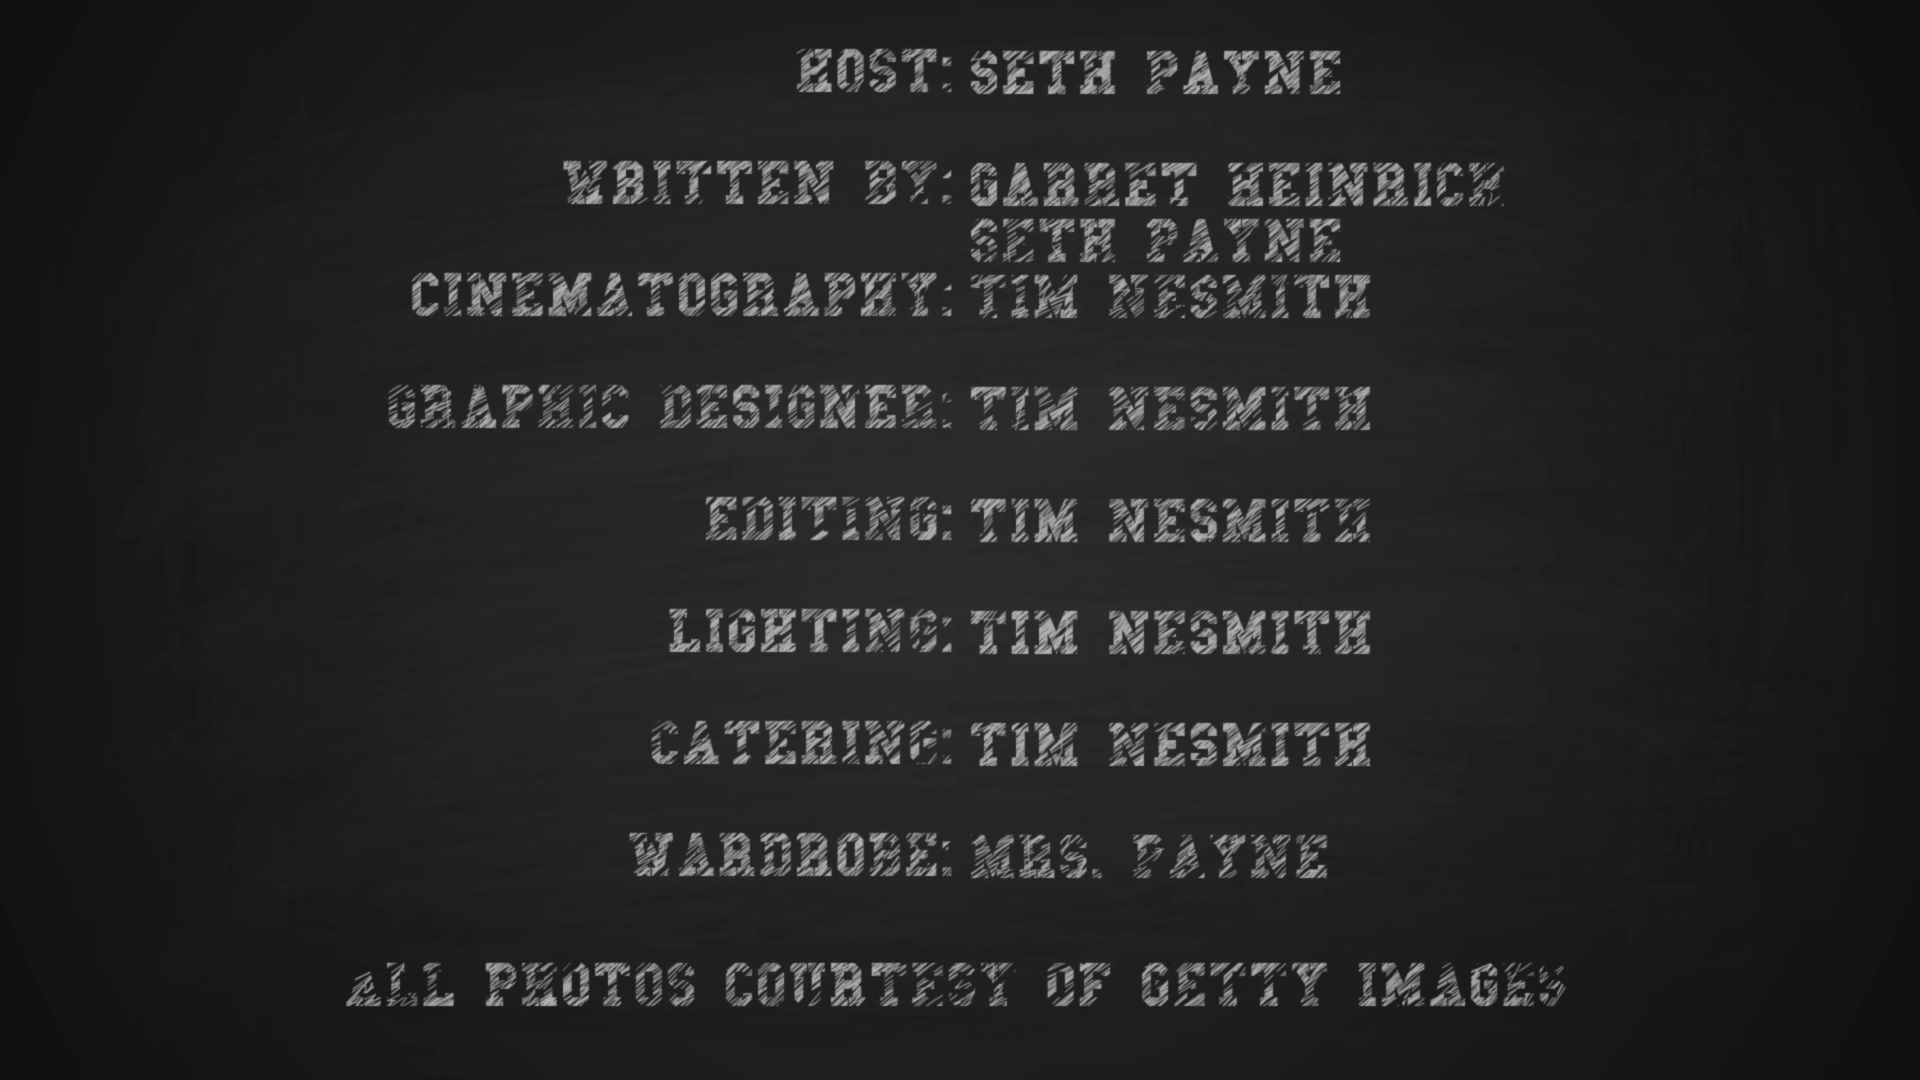 HOST: SETH PAYNE
WRITTEN BY: GARRET HEINRICH
SETH PAYNE
CINEMATOGRAPHY: TIM NESMITH
GRAPHIC DESIGNER: TIM NESMITH
EDITING: TIM NESMITH
LIGHTING: TIM NESMITH
CATERING: TIM NESMITH
WARDROBE: MRS. PAYNE
ALL PHOTOS COURTESY OF GETTY IMAGES